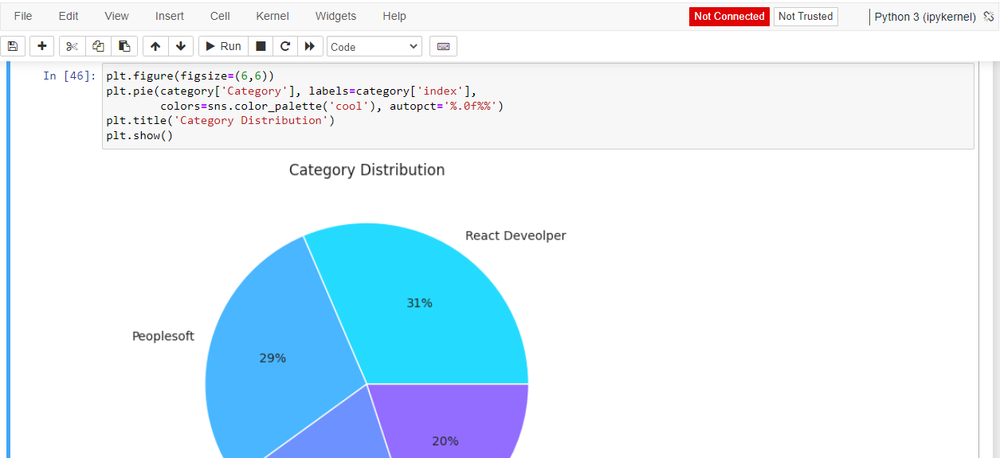 File Edit View Insert Cell Kernel Widgets Help Not Connected Not Trusted Python 3 (ipykernel)
Run Code
In [46]: plt.figure(figsize=(6,6))
plt.pie(category['Category'], labels=category['index'],
colors=sns.color_palette('cool'), autopct='%.0f%%')
plt.title('Category Distribution')
plt.show()
Category Distribution
React Deveolper
31%
Peoplesoft
29%
20%